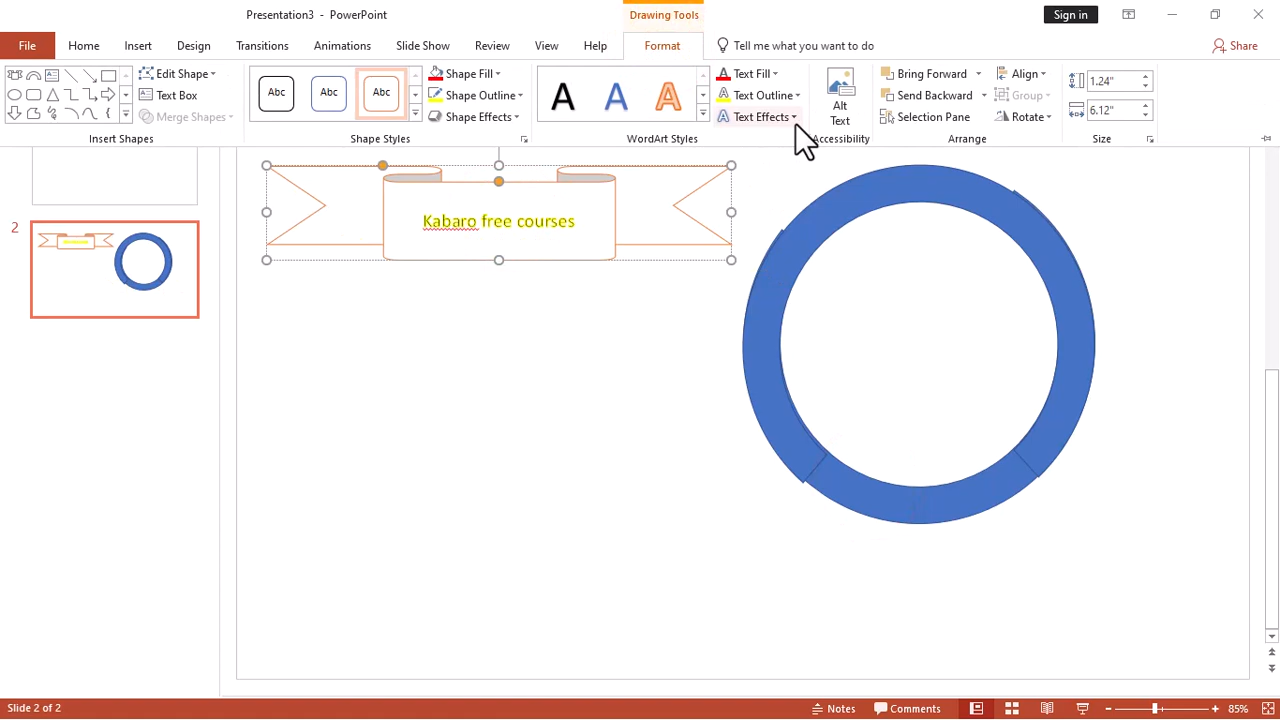 Presentation3 - PowerPoint
Drawing Tools
Sign in
File
Home
Insert
Design
Transitions
Animations
Slide Show
Review
View
Help
Format
Tell me what you want to do
Share
Edit Shape
Text Box
Merge Shapes
Insert Shapes
Abc
Abc
Abc
Shape Fill
Shape Outline
Shape Effects
Shape Styles
A
A
A
Text Fill
Text Outline
Text Effects
WordArt Styles
Alt
Text
Accessibility
Bring Forward
Send Backward
Selection Pane
Align
Group
Rotate
Arrange
1.24"
6.12"
Size
2
Kabaro free courses
Slide 2 of 2
Notes
Comments
85%